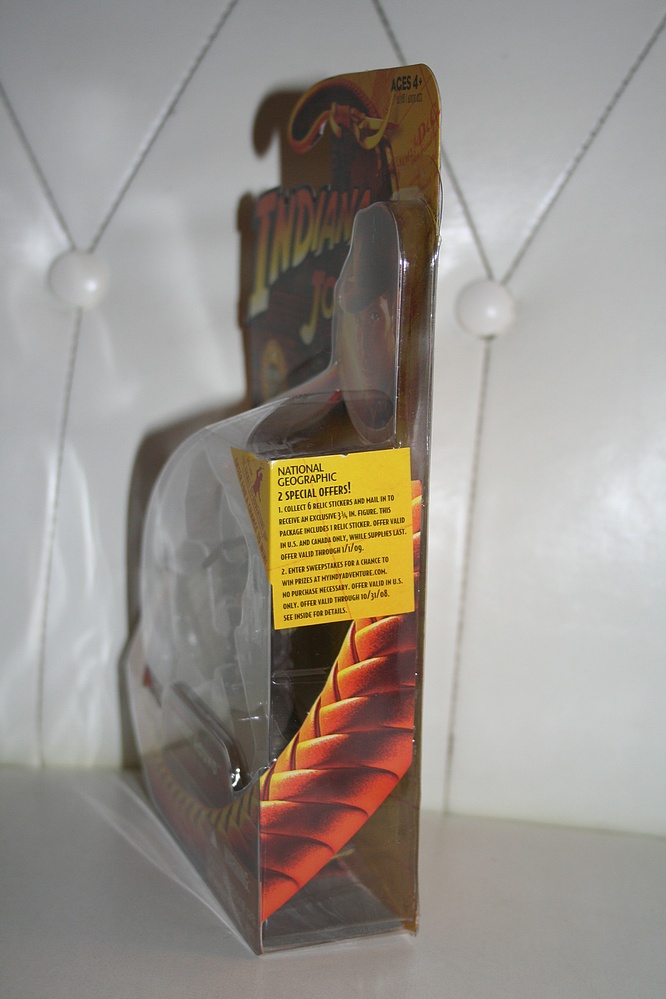 AGES 4+
INDIANA
JO
NATIONAL
GEOGRAPHIC
2 SPECIAL OFFERS!
1. COLLECT 6 RELIC STICKERS AND MAIL IN TO
RECEIVE AN EXCLUSIVE 3 3/4 IN. FIGURE. THIS
PACKAGE INCLUDES 1 RELIC STICKER. OFFER VALID
IN U.S. AND CANADA ONLY, WHILE SUPPLIES LAST.
OFFER VALID THROUGH 1/1/09.
2. ENTER SWEEPSTAKES FOR A CHANCE TO
WIN PRIZES AT MYINDYADVENTURE.COM.
NO PURCHASE NECESSARY. OFFER VALID IN U.S.
ONLY. OFFER VALID THROUGH 10/31/08.
SEE INSIDE FOR DETAILS.